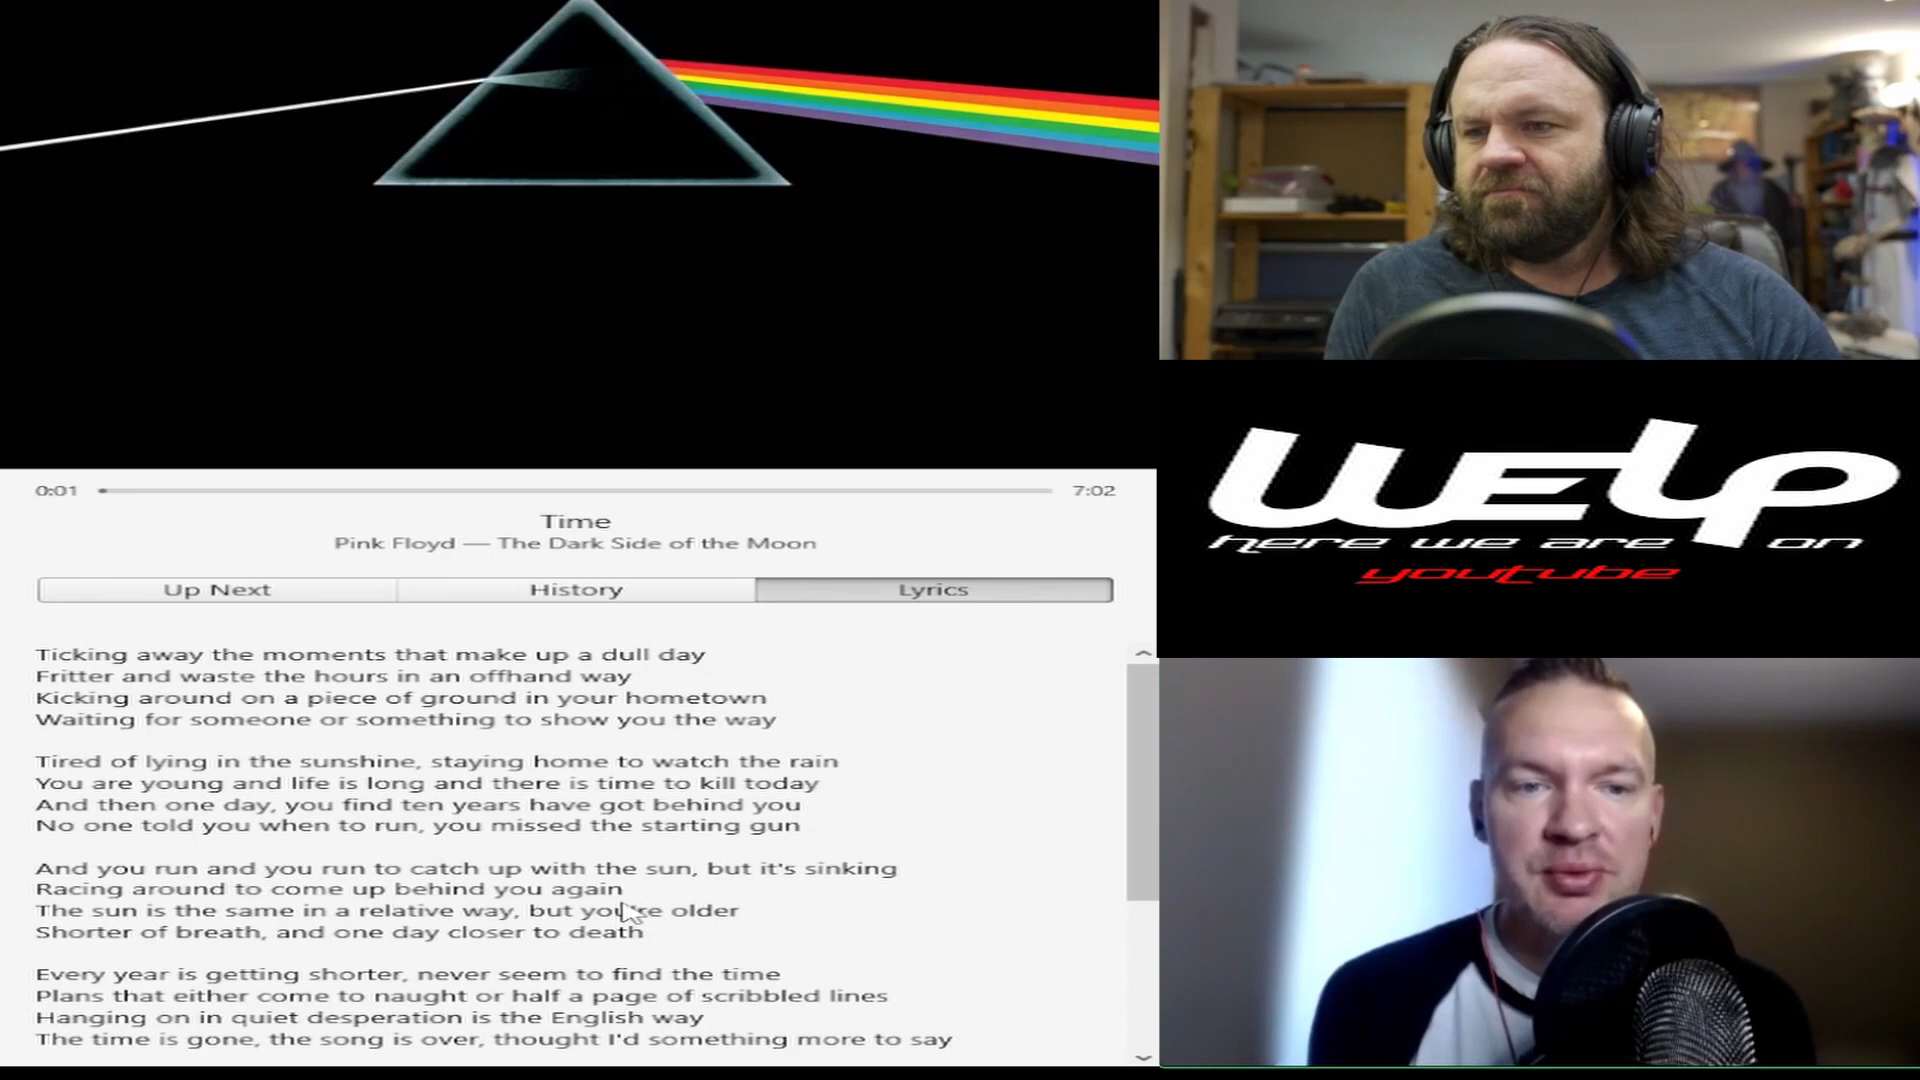 0:01
7:02
Time
Pink Floyd — The Dark Side of the Moon
Up Next
History
Lyrics
Ticking away the moments that make up a dull day
Fritter and waste the hours in an offhand way
Kicking around on a piece of ground in your hometown
Waiting for someone or something to show you the way
Tired of lying in the sunshine, staying home to watch the rain
You are young and life is long and there is time to kill today
And then one day, you find ten years have got behind you
No one told you when to run, you missed the starting gun
And you run and you run to catch up with the sun, but it's sinking
Racing around to come up behind you again
The sun is the same in a relative way, but you're older
Shorter of breath, and one day closer to death
Every year is getting shorter, never seem to find the time
Plans that either come to naught or half a page of scribbled lines
Hanging on in quiet desperation is the English way
The time is gone, the song is over, thought I'd something more to say
WELP
here we are on
youtube